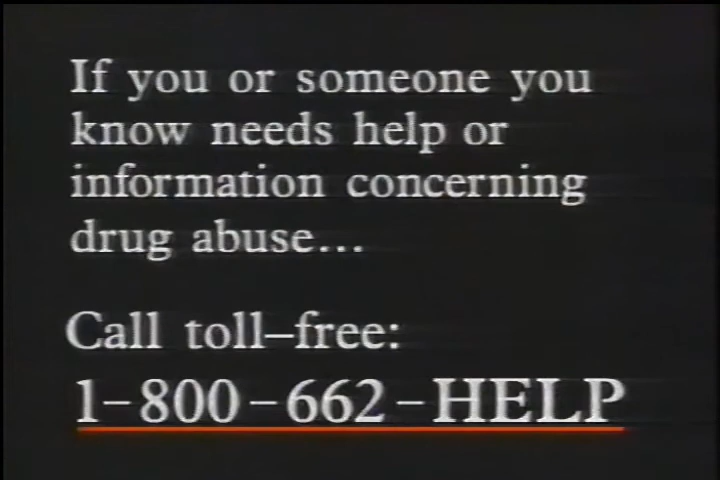 If you or someone you
know needs help or
information concerning
drug abuse...
Call toll-free:
1-800-662-HELP